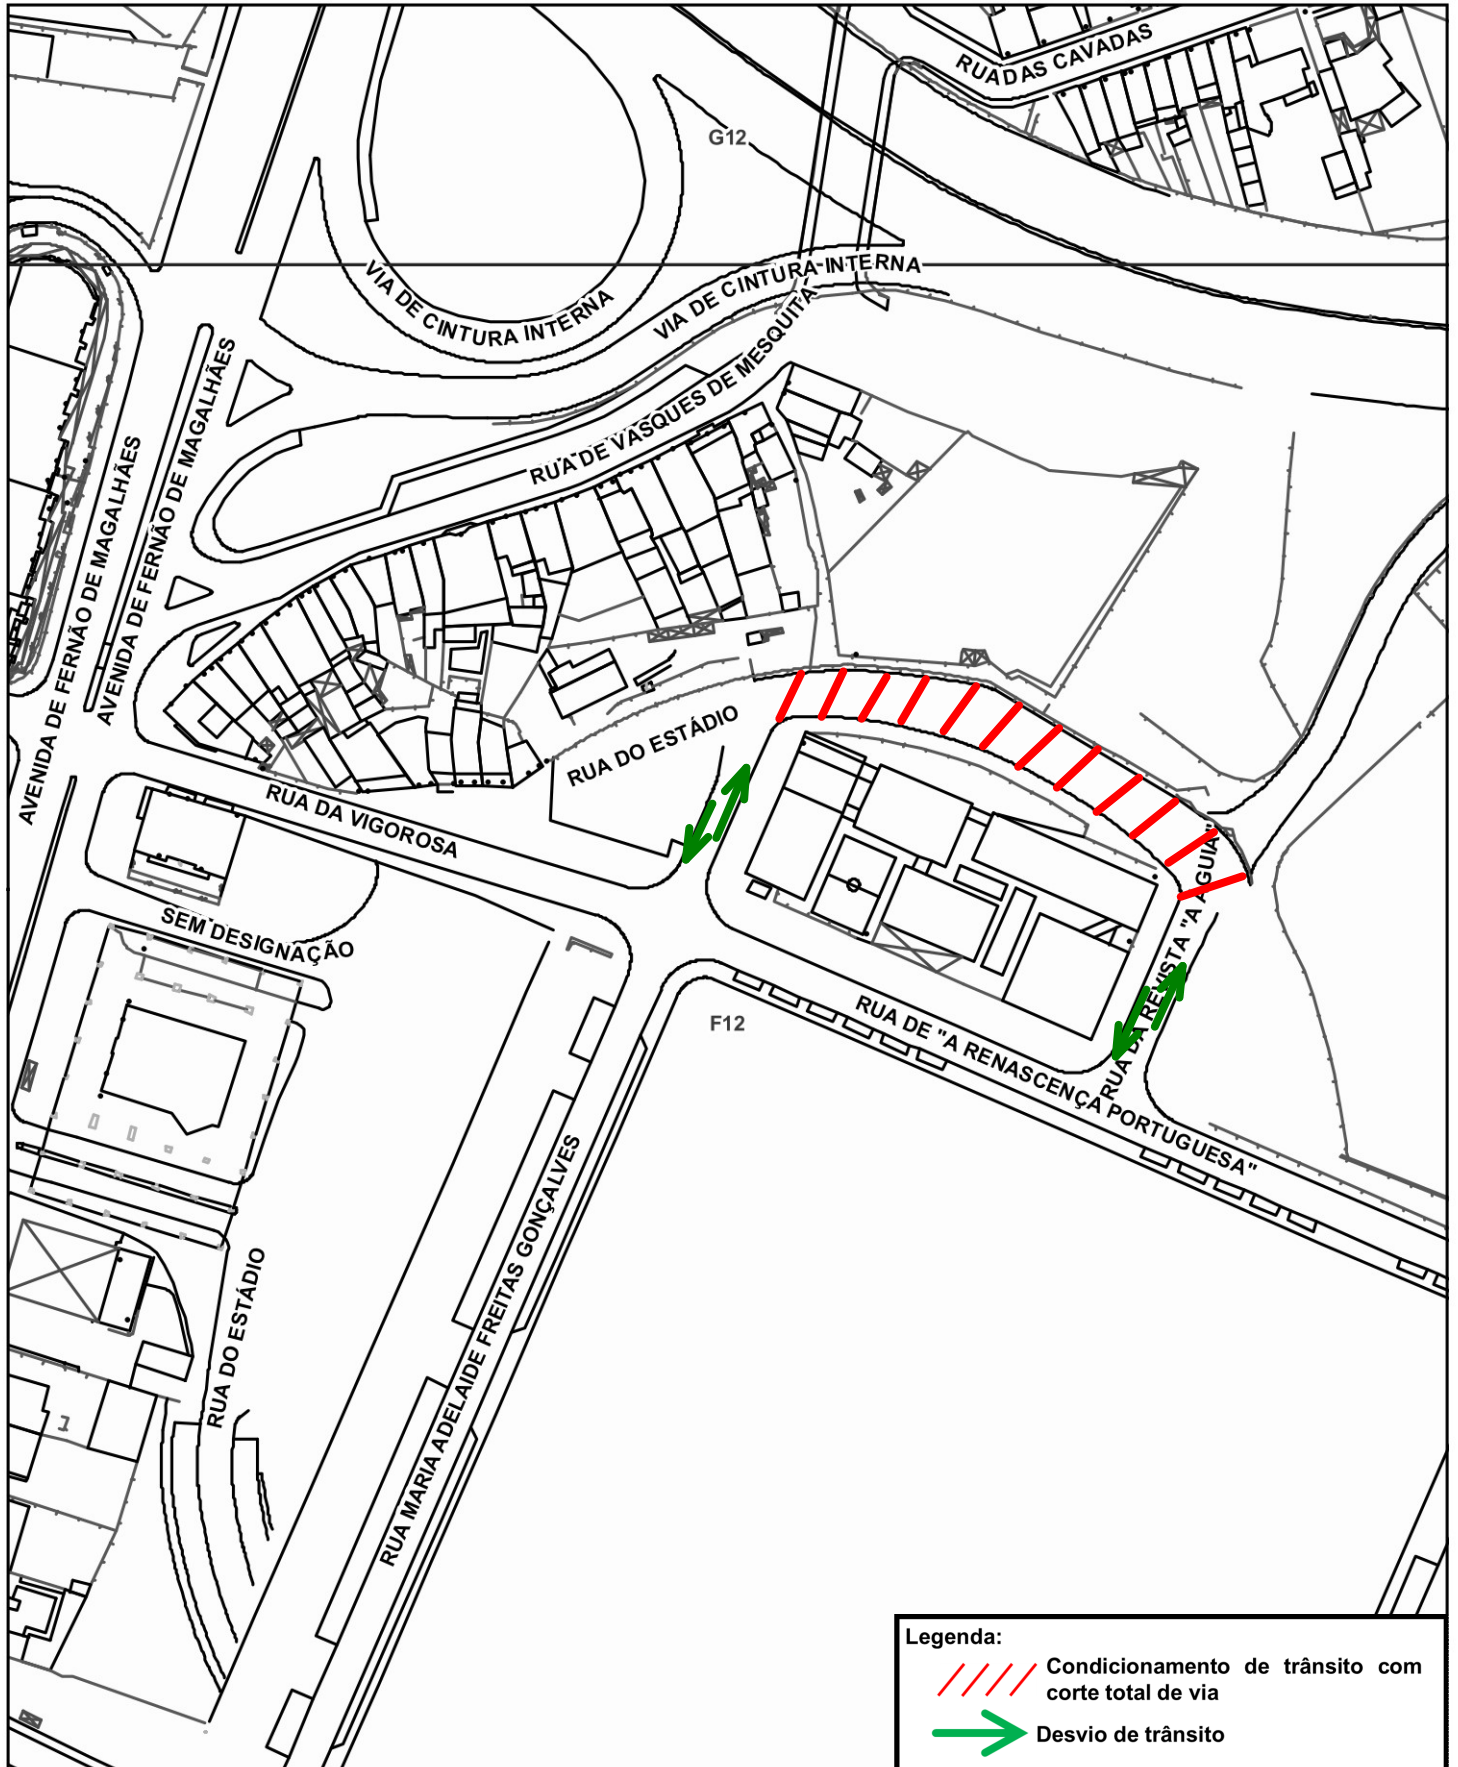 RUA DAS CAVADAS
G12
VIA DE CINTURA INTERNA
VIA DE CINTURA INTERNA
RUA DE VASQUES DE MESQUITA
AVENIDA DE FERNÃO DE MAGALHÃES
AVENIDA DE FERNÃO DE MAGALHÃES
RUA DO ESTÁDIO
RUA DA VIGOROSA
RUA DA REVISTA "A AGUIA"
SEM DESIGNAÇÃO
F12
RUA DE "A RENASCENÇA PORTUGUESA"
RUA MARIA ADELAIDE FREITAS GONÇALVES
RUA DO ESTÁDIO
Legenda:
Condicionamento de trânsito com
corte total de via
Desvio de trânsito